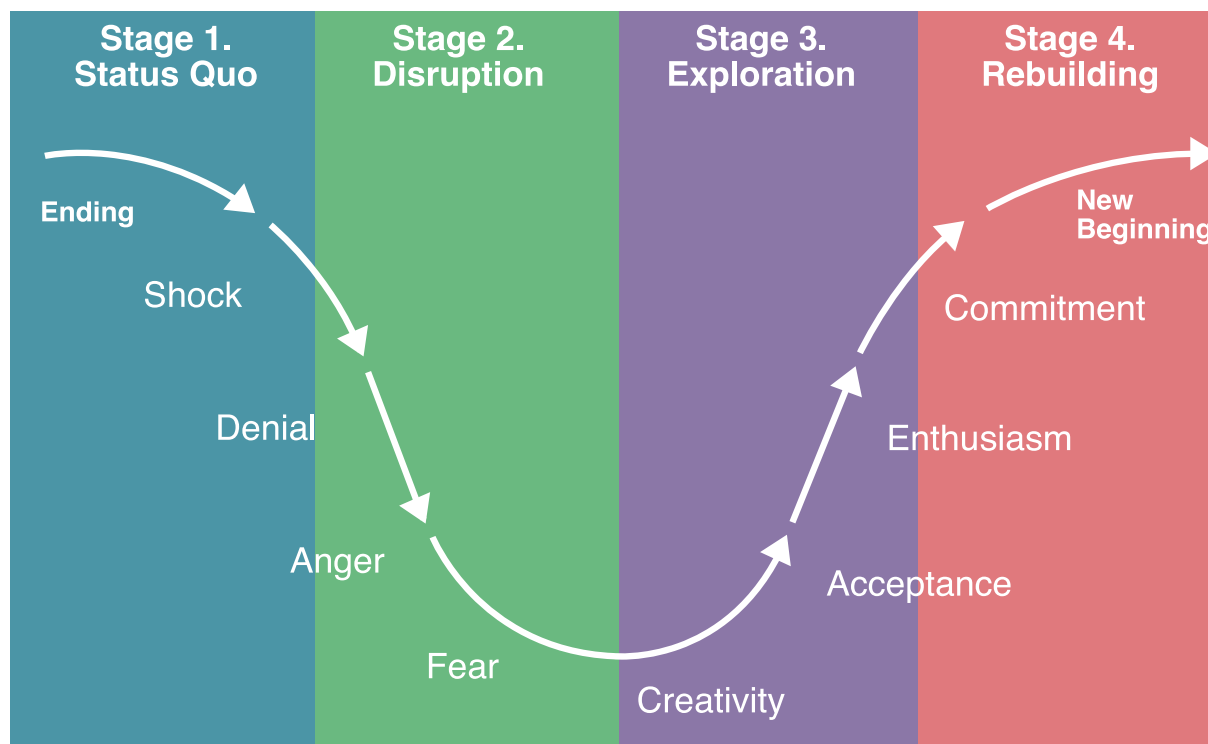 Stage 1.
Status Quo
Stage 2.
Disruption
Stage 3.
Exploration
Stage 4.
Rebuilding
Ending
Shock
Denial
Anger
Fear
Creativity
Acceptance
Enthusiasm
Commitment
New
Beginning